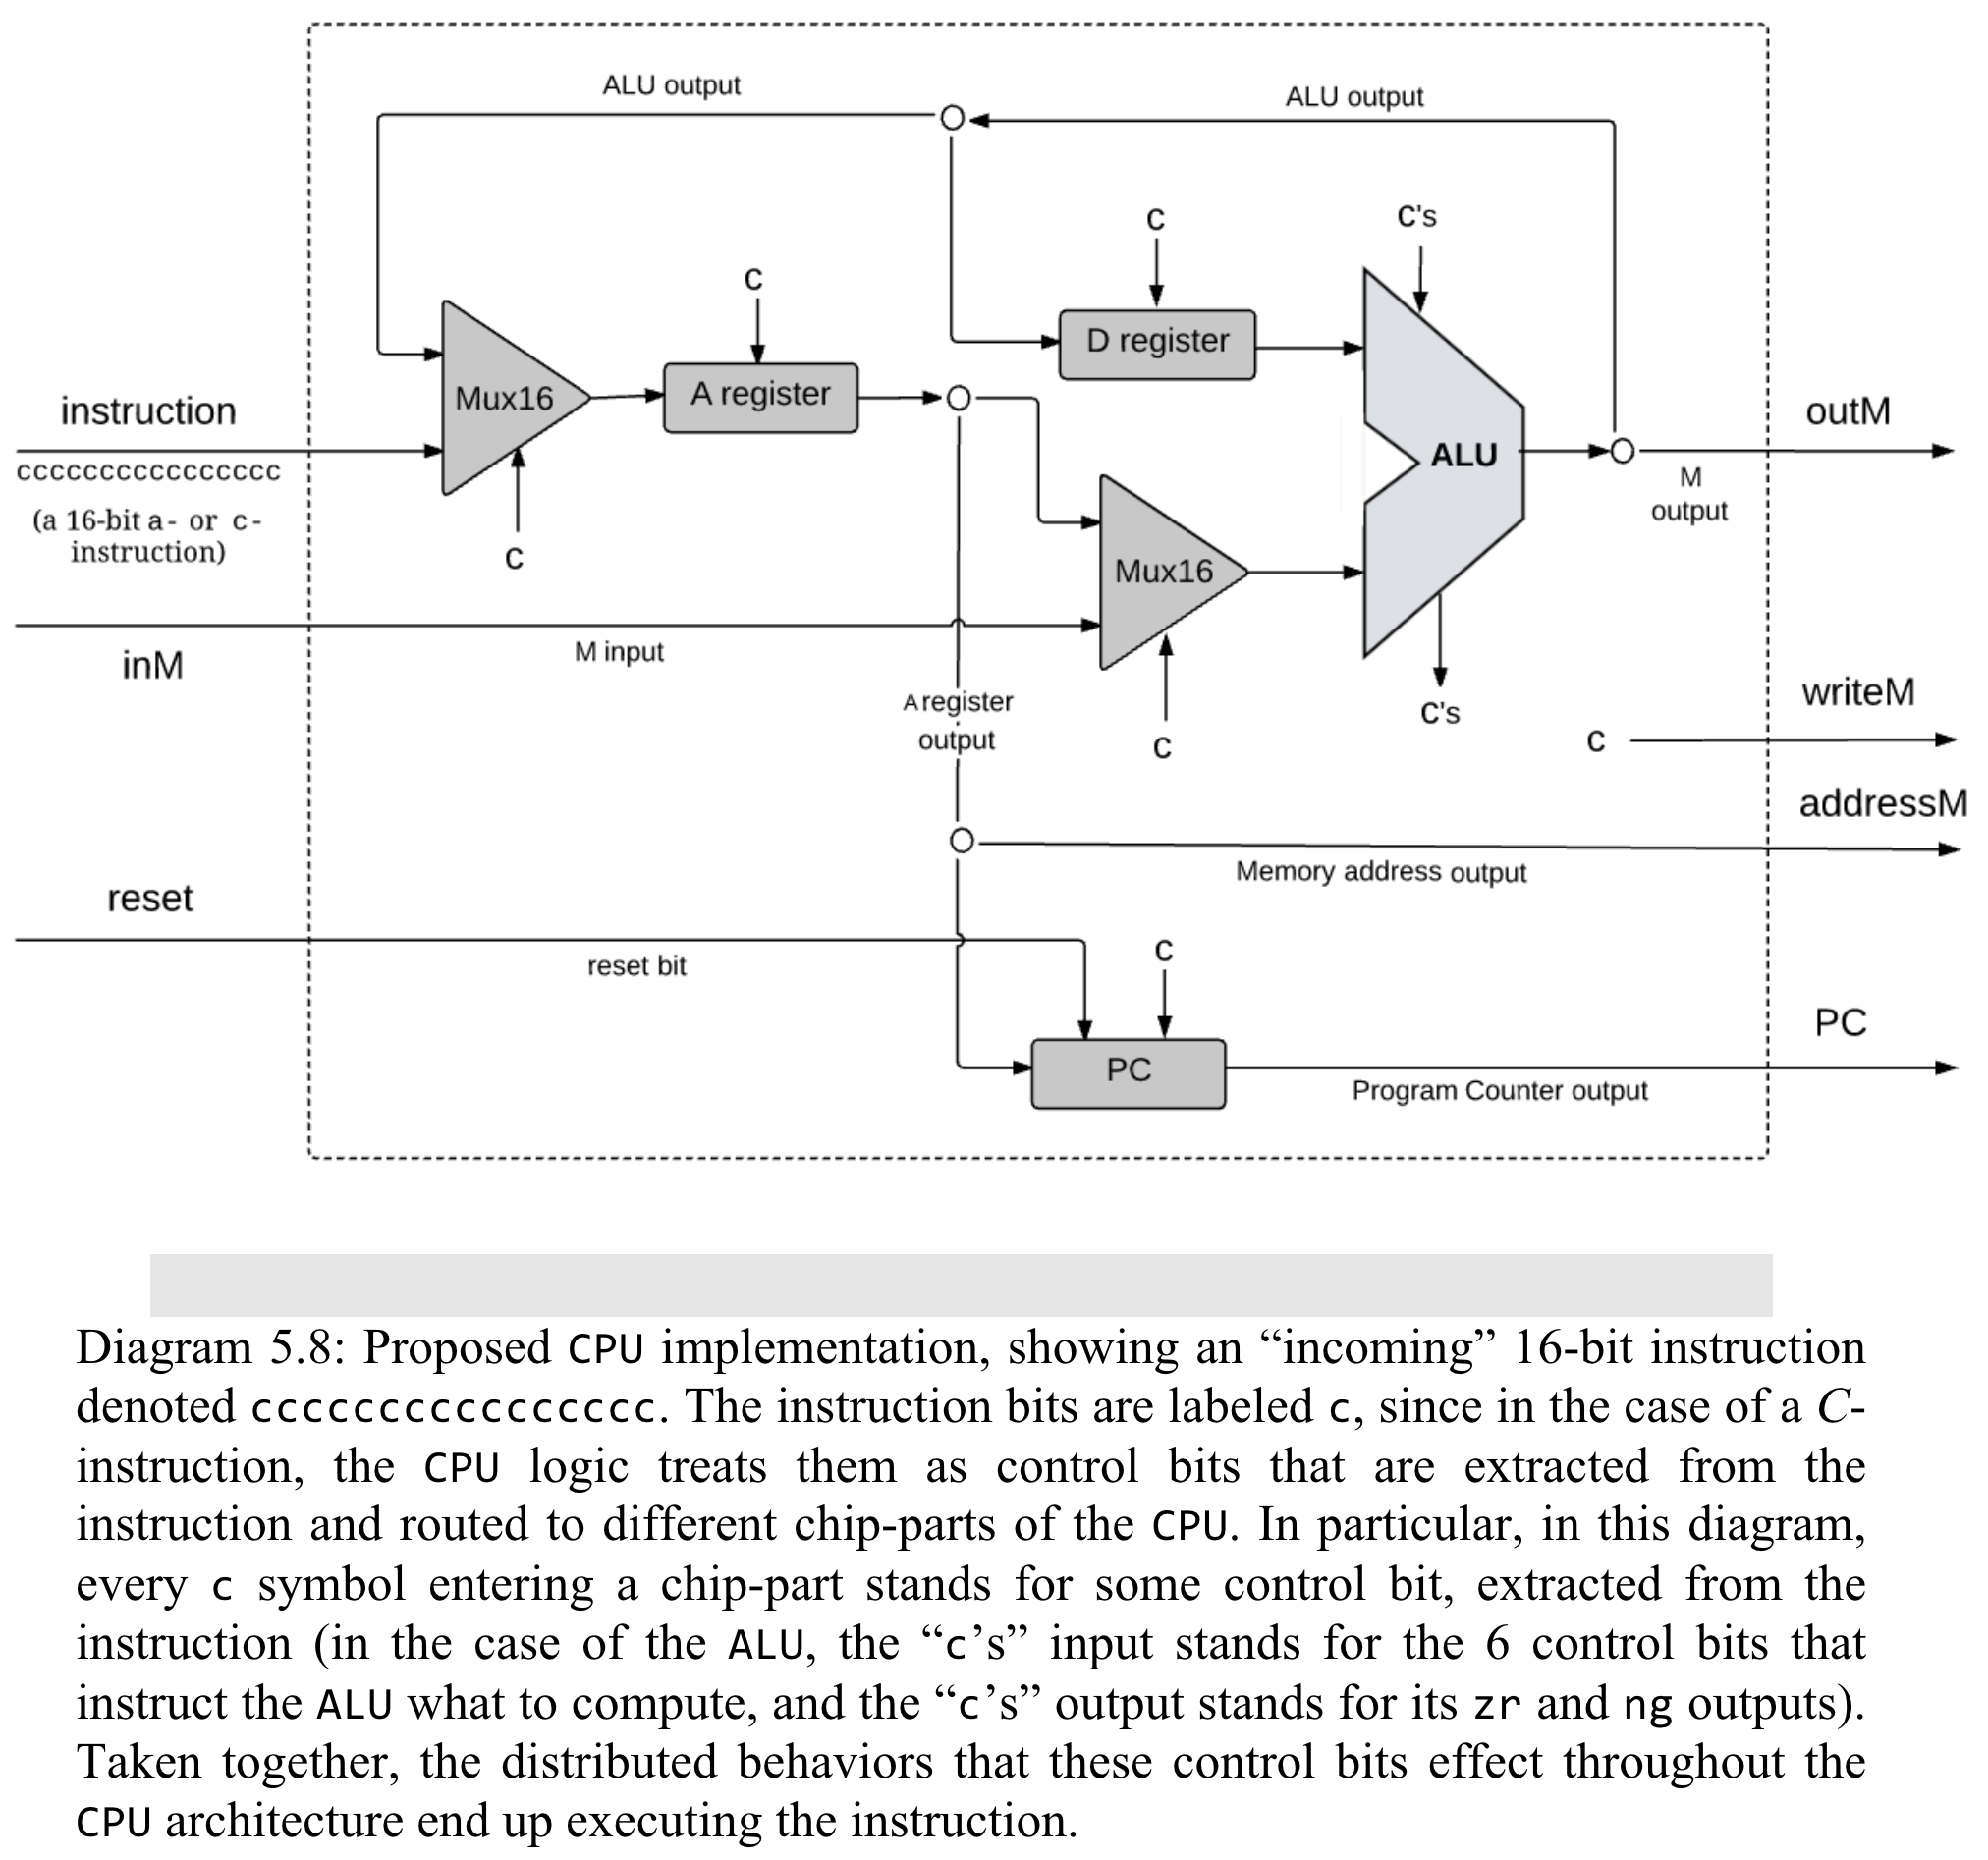 ALU output
ALU output
c
c's
c
D register
Mux16
A register
instruction
outM
ALU
cccccccccccccccc
M
output
(a 16-bit a- or c-
instruction)
c
Mux16
M input
inM
writeM
A register
output
c's
c
c
addressM
Memory address output
reset
reset bit
c
PC
PC
Program Counter output
Diagram 5.8: Proposed CPU implementation, showing an “incoming” 16-bit instruction
denoted cccccccccccccccc. The instruction bits are labeled c, since in the case of a C-
instruction, the CPU logic treats them as control bits that are extracted from the
instruction and routed to different chip-parts of the CPU. In particular, in this diagram,
every c symbol entering a chip-part stands for some control bit, extracted from the
instruction (in the case of the ALU, the “c’s” input stands for the 6 control bits that
instruct the ALU what to compute, and the “c’s” output stands for its zr and ng outputs).
Taken together, the distributed behaviors that these control bits effect throughout the
CPU architecture end up executing the instruction.